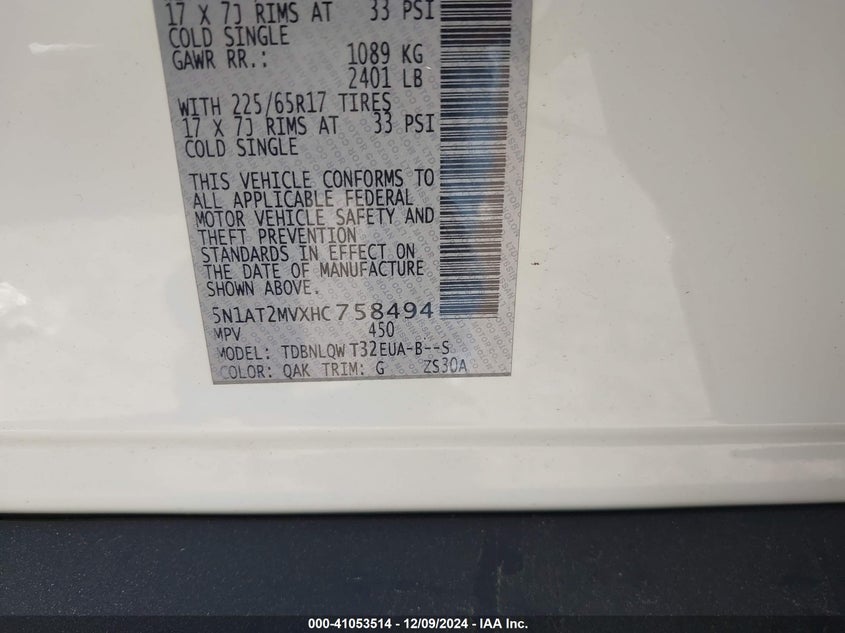 17 X 7J RIMS AT 33 PSI
COLD SINGLE
GAWR RR.: 1089 KG
2401 LB
WITH 225/65R17 TIRES
17 X 7J RIMS AT 33 PSI
COLD SINGLE
THIS VEHICLE CONFORMS TO
ALL APPLICABLE FEDERAL
MOTOR VEHICLE SAFETY AND
THEFT PREVENTION
STANDARDS IN EFFECT ON
THE DATE OF MANUFACTURE
SHOWN ABOVE.
5N1AT2MVXHC758494
MPV 450
MODEL: TDBNLQW T32EUA-B--S
COLOR: QAK TRIM: G ZS30A
000-41053514 - 12/09/2024 - IAA Inc.